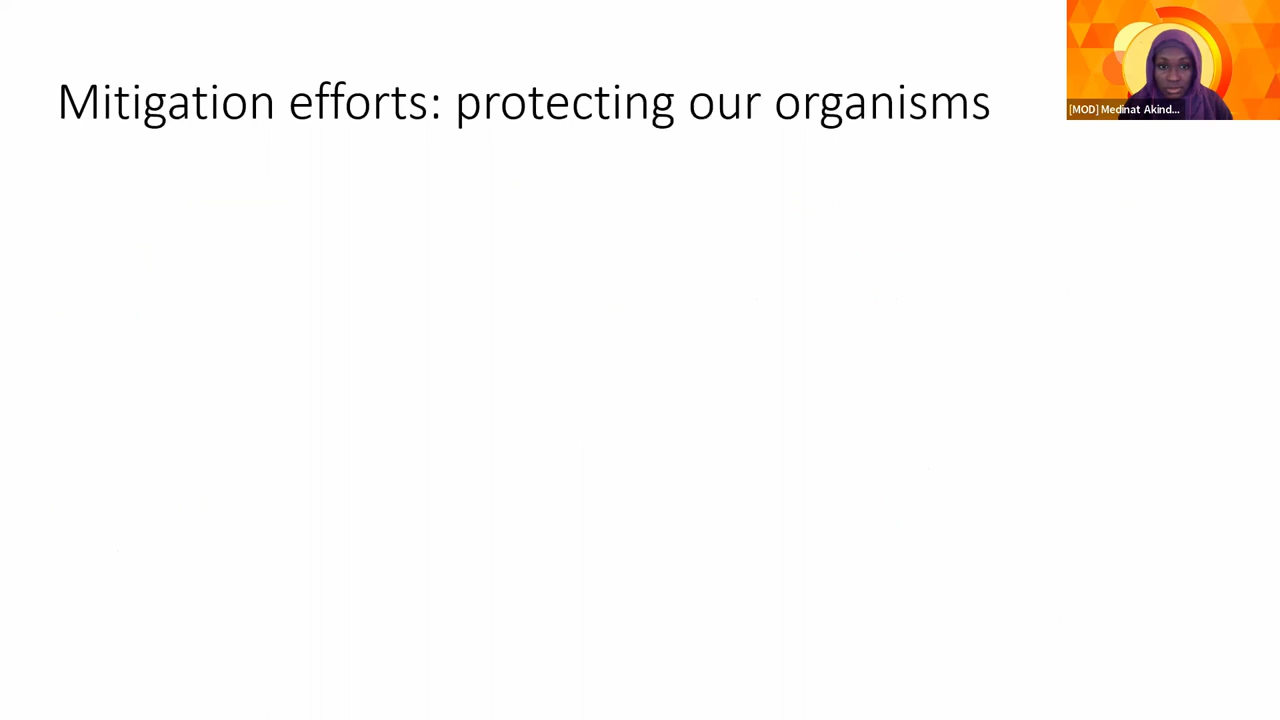 Mitigation efforts: protecting our organisms
[MOD] Medinat Akind...